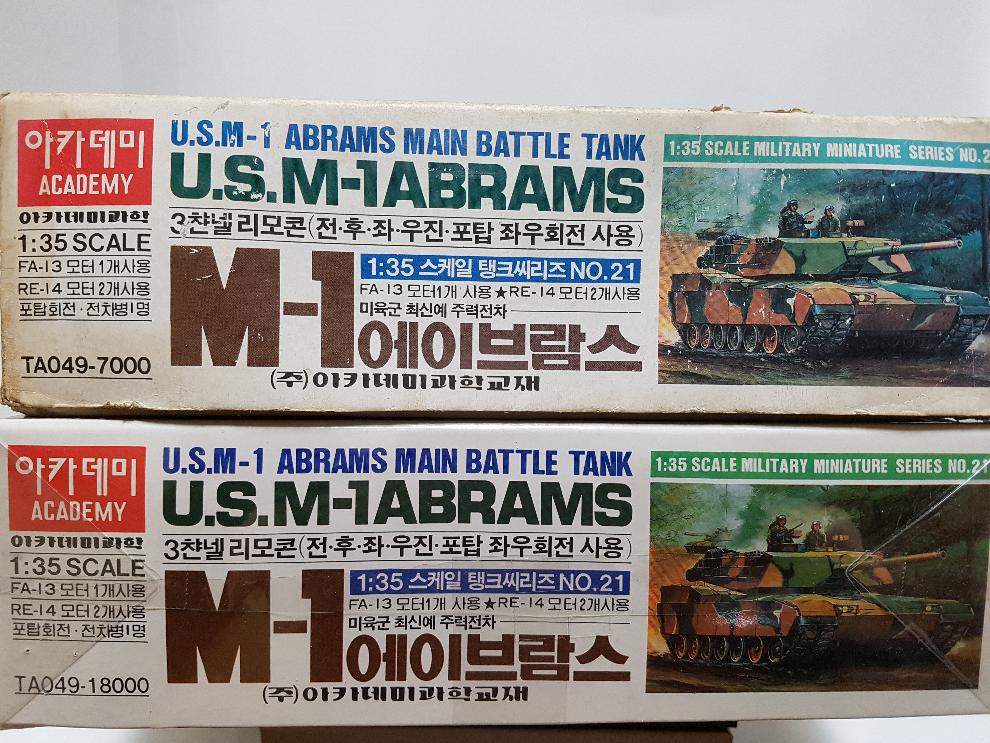 아카데미
ACADEMY
아카데미과학
1:35 SCALE
FA-13 모터1개사용
RE-14 모터2개사용
포탑회전·전차병1명
TA049-7000
U.S.M-1 ABRAMS MAIN BATTLE TANK
U.S.M-1 ABRAMS
3챤넬 리모콘(전·후·좌·우진·포탑 좌우회전 사용)
M-1
1:35 스케일 탱크씨리즈 NO.21
FA-13 모터1개 사용★RE-14 모터2개사용
미육군 최신예 주력전차
에이브람스
(주)아카데미과학교재
1:35 SCALE MILITARY MINIATURE SERIES NO.2
아카데미
ACADEMY
아카데미과학
1:35 SCALE
FA-13 모터1개사용
RE-14 모터2개사용
포탑회전·전차병1명
TA049-18000
U.S.M-1 ABRAMS MAIN BATTLE TANK
U.S.M-1 ABRAMS
3챤넬 리모콘(전·후·좌·우진·포탑 좌우회전 사용)
M-1
1:35 스케일 탱크씨리즈 NO.21
FA-13 모터1개 사용★RE-14 모터2개사용
미육군 최신예 주력전차
에이브람스
(주)아카데미과학교재
1:35 SCALE MILITARY MINIATURE SERIES NO.21